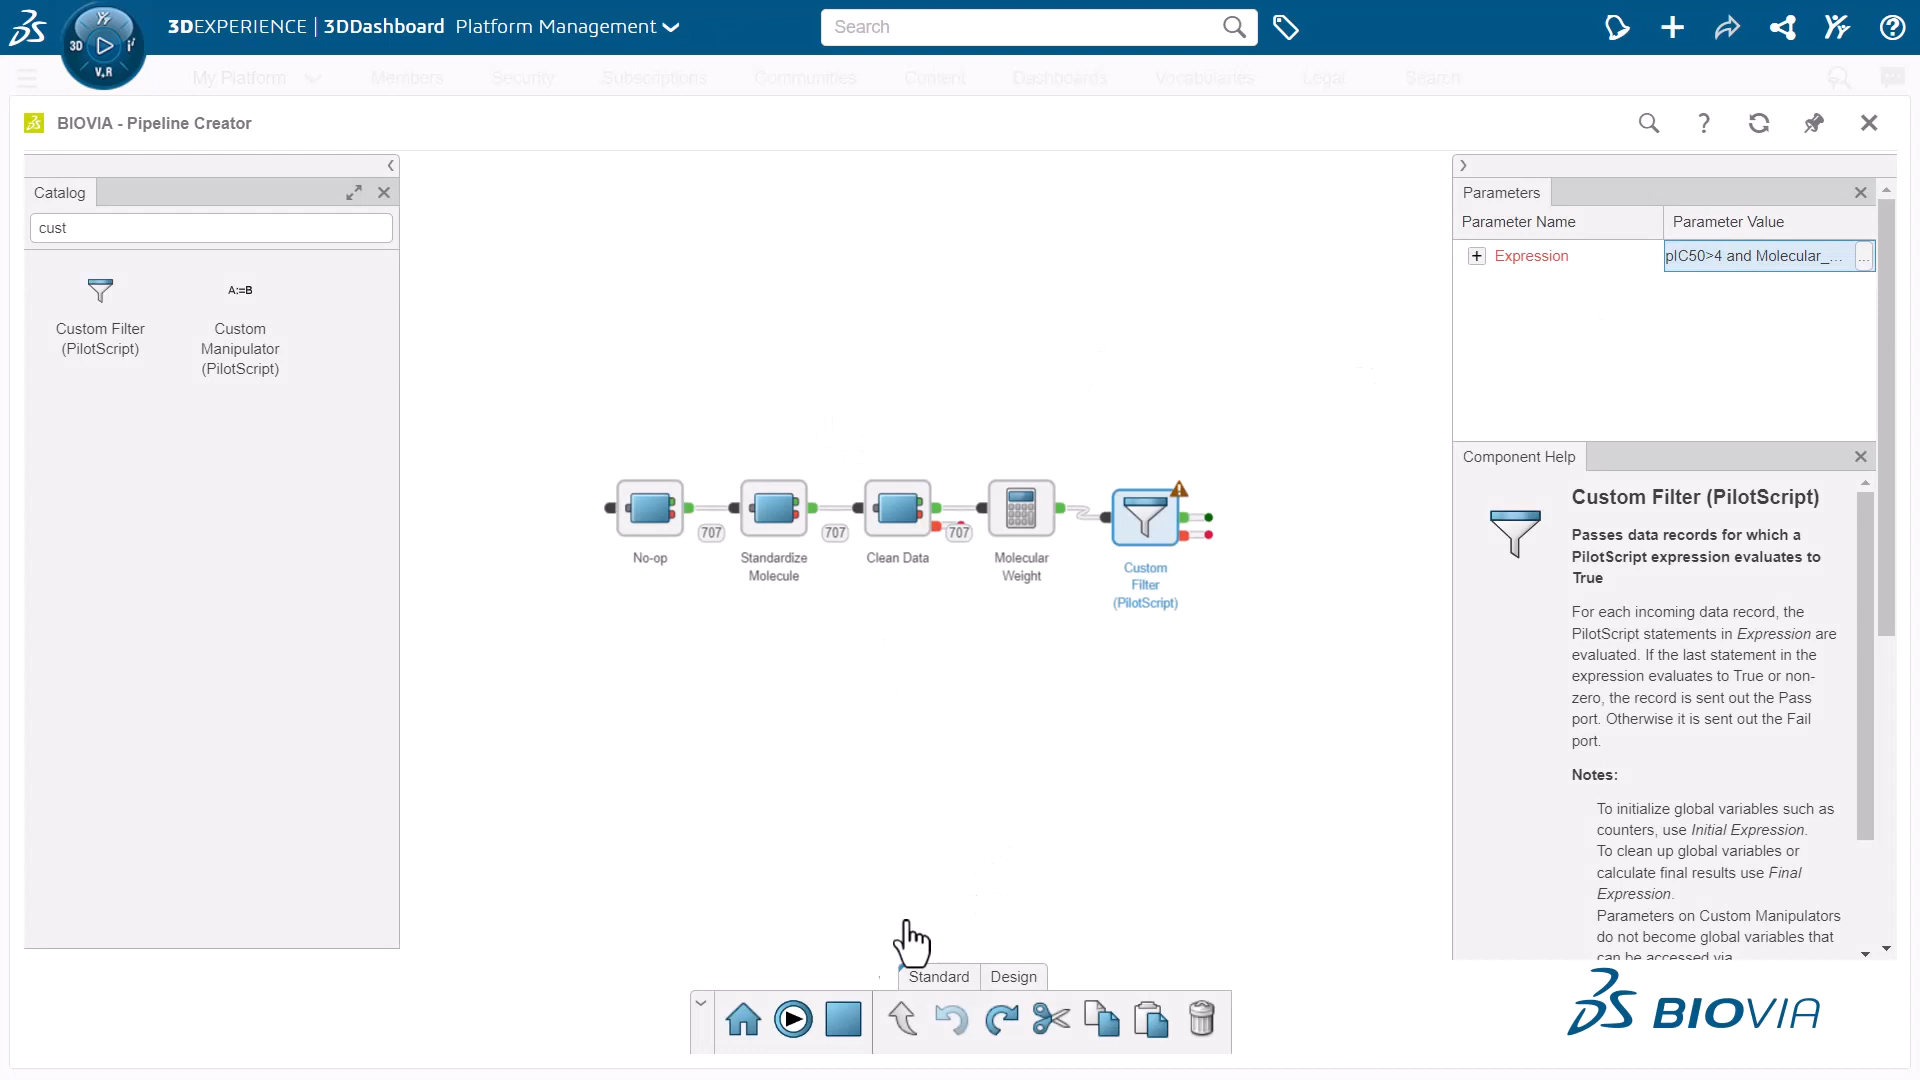 3DEXPERIENCE | 3DDashboard Platform Management
Search
3D
V,R
My Platform Members Security Subscriptions Communities Content Dashboards Vocabularies Legal Search
BIOVIA - Pipeline Creator
?
Catalog
cust
Custom Filter
(PilotScript)
A:=B
Custom
Manipulator
(PilotScript)
No-op
707
Standardize
Molecule
707
Clean Data
707
Molecular
Weight
Custom
Filter
(PilotScript)
Parameters
Parameter Name Parameter Value
Expression pIC50>4 and Molecular_... ...
Component Help
Custom Filter (PilotScript)
Passes data records for which a
PilotScript expression evaluates to
True
For each incoming data record, the
PilotScript statements in Expression are
evaluated. If the last statement in the
expression evaluates to True or non-
zero, the record is sent out the Pass
port. Otherwise it is sent out the Fail
port.
Notes:
To initialize global variables such as
counters, use Initial Expression.
To clean up global variables or
calculate final results use Final
Expression.
Parameters on Custom Manipulators
do not become global variables that
can be accessed via
Standard Design
BIOVIA